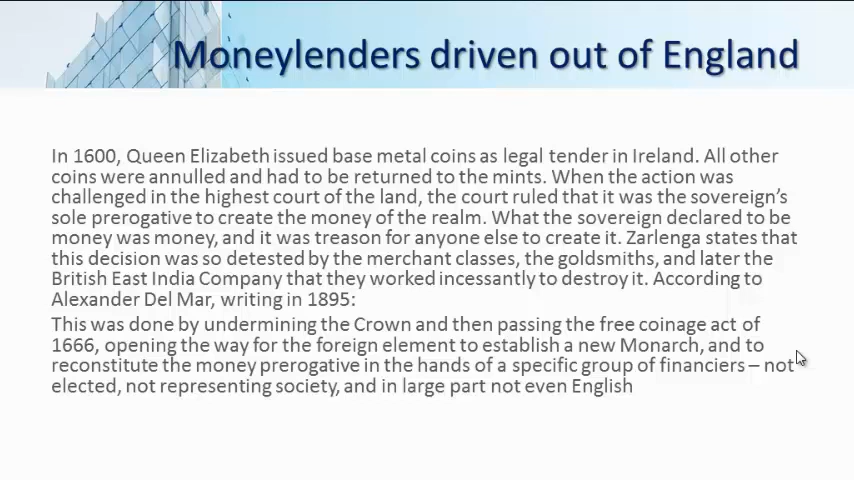 Moneylenders driven out of England
In 1600, Queen Elizabeth issued base metal coins as legal tender in Ireland. All other
coins were annulled and had to be returned to the mints. When the action was
challenged in the highest court of the land, the court ruled that it was the sovereign's
sole prerogative to create the money of the realm. What the sovereign declared to be
money was money, and it was treason for anyone else to create it. Zarlenga states that
this decision was so detested by the merchant classes, the goldsmiths, and later the
British East India Company that they worked incessantly to destroy it. According to
Alexander Del Mar, writing in 1895:
This was done by undermining the Crown and then passing the free coinage act of
1666, opening the way for the foreign element to establish a new Monarch, and to
reconstitute the money prerogative in the hands of a specific group of financiers – not
elected, not representing society, and in large part not even English